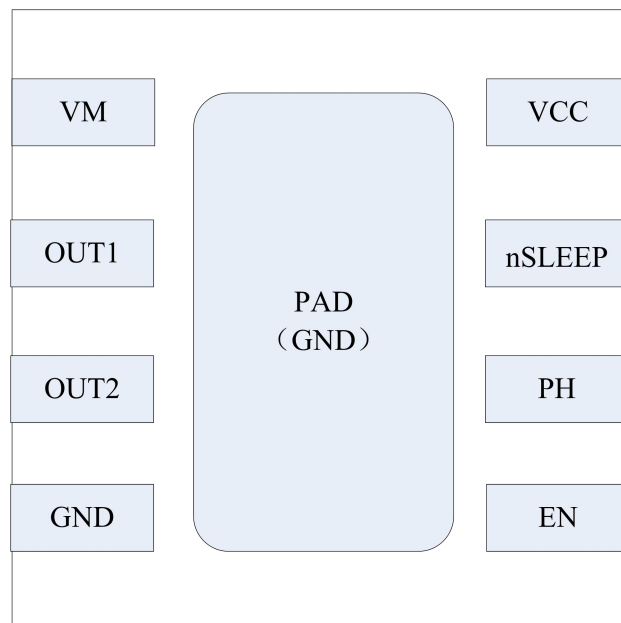 VM
VCC
OUT1
nSLEEP
PAD
（GND）
OUT2
PH
GND
EN